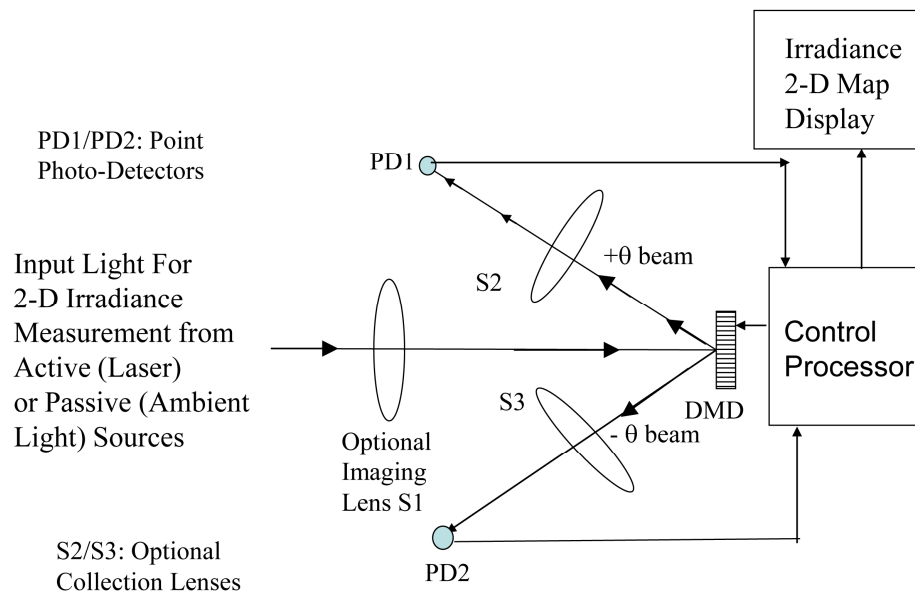 Irradiance
2-D Map
Display
PD1/PD2: Point
Photo-Detectors
PD1
Input Light For
2-D Irradiance
Measurement from
Active (Laser)
or Passive (Ambient
Light) Sources
S2
+θ beam
Control
Processor
S3
DMD
- θ beam
Optional
Imaging
Lens S1
S2/S3: Optional
Collection Lenses
PD2